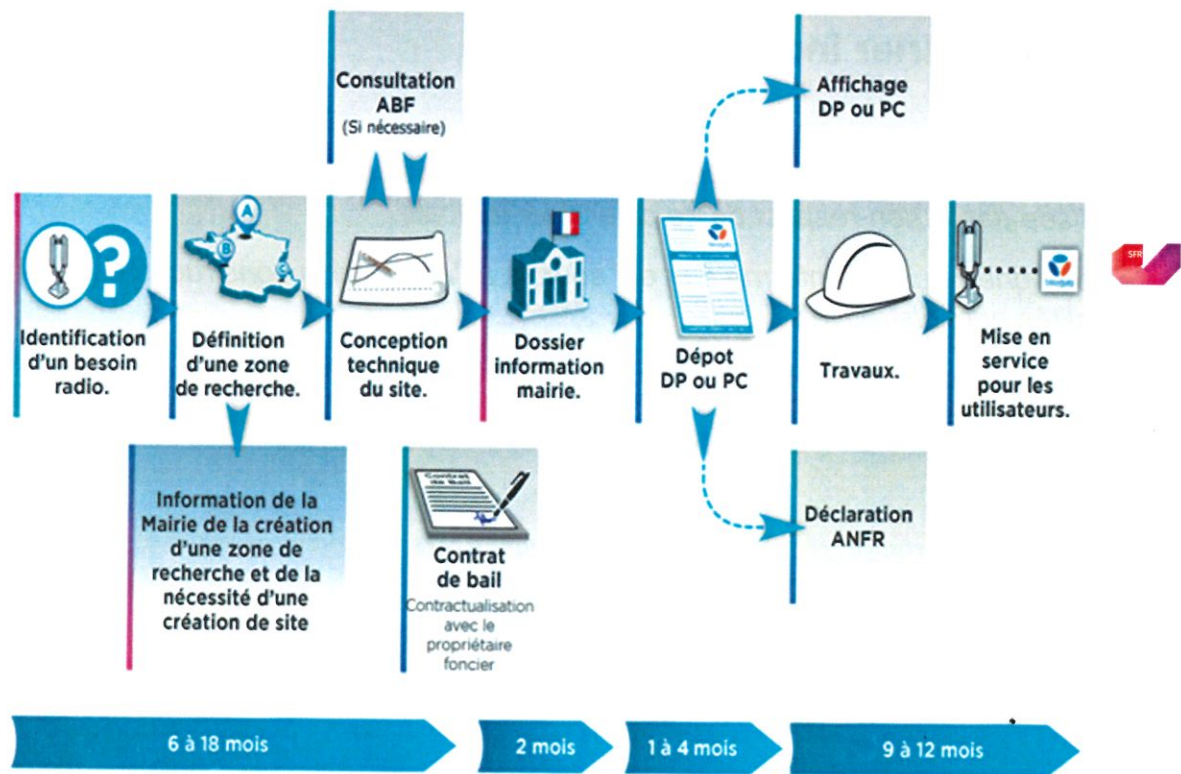 Consultation
ABF
(Si nécessaire)
Affichage
DP ou PC
A
B
C
Identification
d'un besoin
radio.
Définition
d'une zone
de recherche.
Conception
technique
du site.
Dossier
information
mairie.
Dépot
DP ou PC
Travaux.
Mise en
service
pour les
utilisateurs.
SFR
Information de la
Mairie de la création
d'une zone de
recherche et de la
nécessité d'une
création de site
Contrat
de Bail
Contrat
de bail
Contractualisation
avec le
propriétaire
foncier
Déclaration
ANFR
6 à 18 mois
2 mois
1 à 4 mois
9 à 12 mois